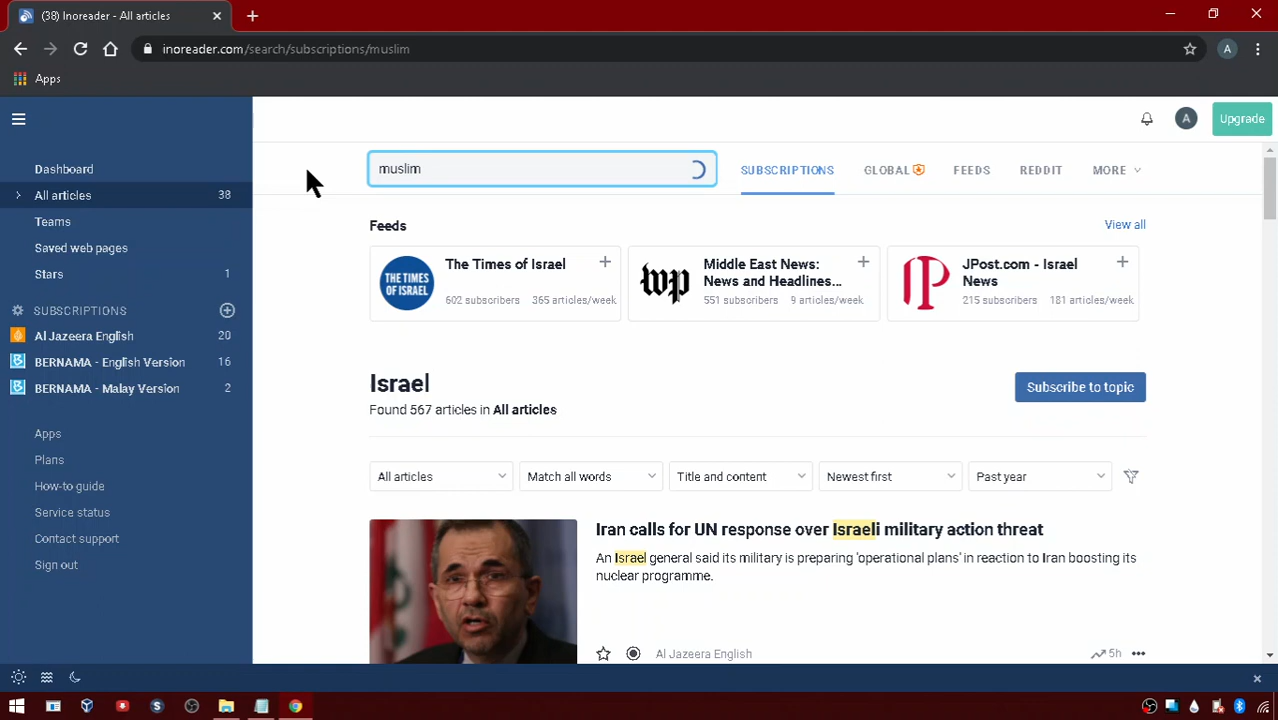 (38) Inoreader - All articles
inoreader.com/search/subscriptions/muslim
A
Apps
A
Upgrade
Dashboard
All articles 38
Teams
Saved web pages
Stars 1
SUBSCRIPTIONS
Al Jazeera English 20
BERNAMA - English Version 16
BERNAMA - Malay Version 2
Apps
Plans
How-to guide
Service status
Contact support
Sign out
muslim
SUBSCRIPTIONS GLOBAL FEEDS REDDIT MORE
Feeds View all
THE TIMES OF ISRAEL
The Times of Israel
602 subscribers 365 articles/week
wp
Middle East News:
News and Headlines...
551 subscribers 9 articles/week
JP
JPost.com - Israel
News
215 subscribers 181 articles/week
Israel
Subscribe to topic
Found 567 articles in All articles
All articles Match all words Title and content Newest first Past year
Iran calls for UN response over Israeli military action threat
An Israel general said its military is preparing 'operational plans' in reaction to Iran boosting its
nuclear programme.
Al Jazeera English 5h